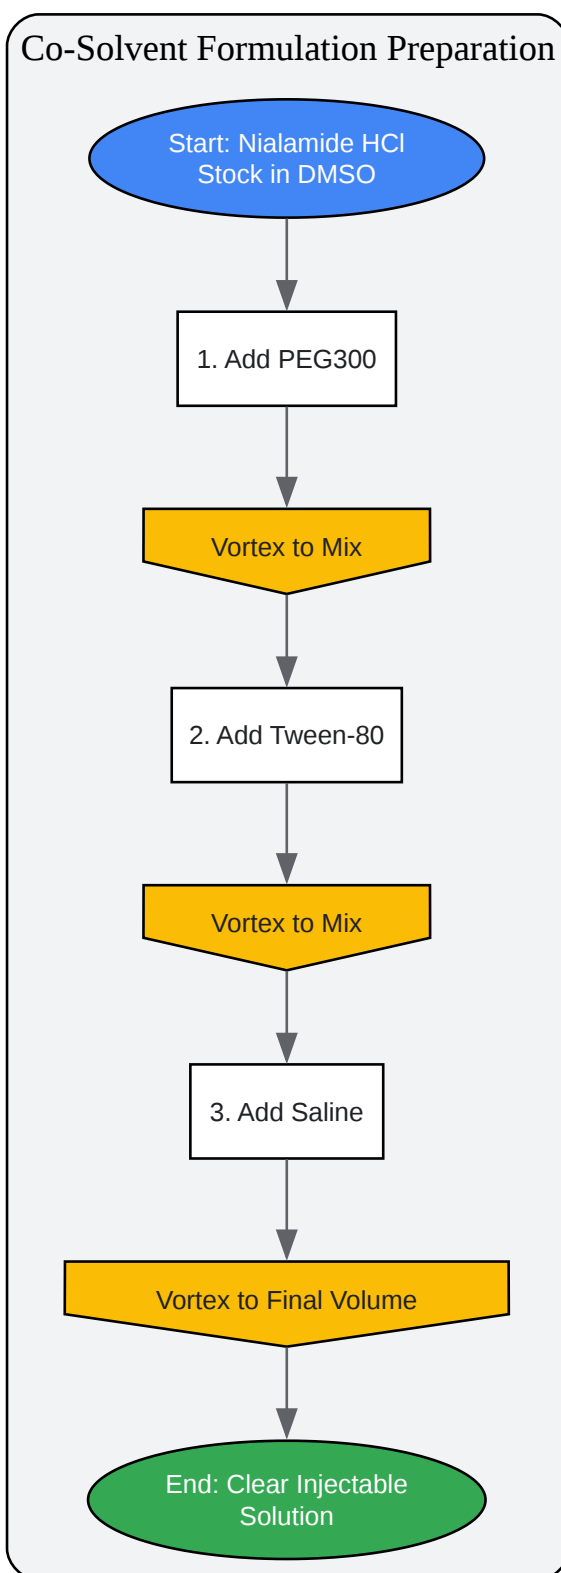 Co-Solvent Formulation Preparation
Start: Nialamide HCl
Stock in DMSO
1. Add PEG300
Vortex to Mix
2. Add Tween-80
Vortex to Mix
3. Add Saline
Vortex to Final Volume
End: Clear Injectable
Solution